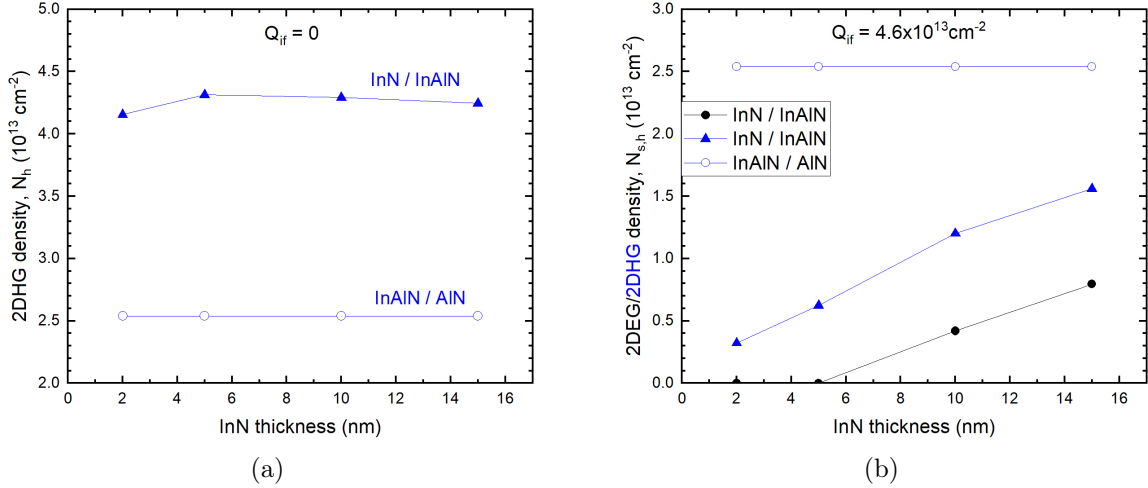 Q_if = 0
5.0
4.5
4.0
3.5
3.0
2.5
2.0
2DHG density, N_h (10^13 cm^-2)
InN / InAlN
InAlN / AlN
0 2 4 6 8 10 12 14 16
InN thickness (nm)
(a)
Q_if = 4.6x10^13cm^-2
3.0
2.5
2.0
1.5
1.0
0.5
0.0
2DEG/2DHG density, N_s,h (10^13 cm^-2)
InN / InAlN
InN / InAlN
InAlN / AlN
0 2 4 6 8 10 12 14 16
InN thickness (nm)
(b)